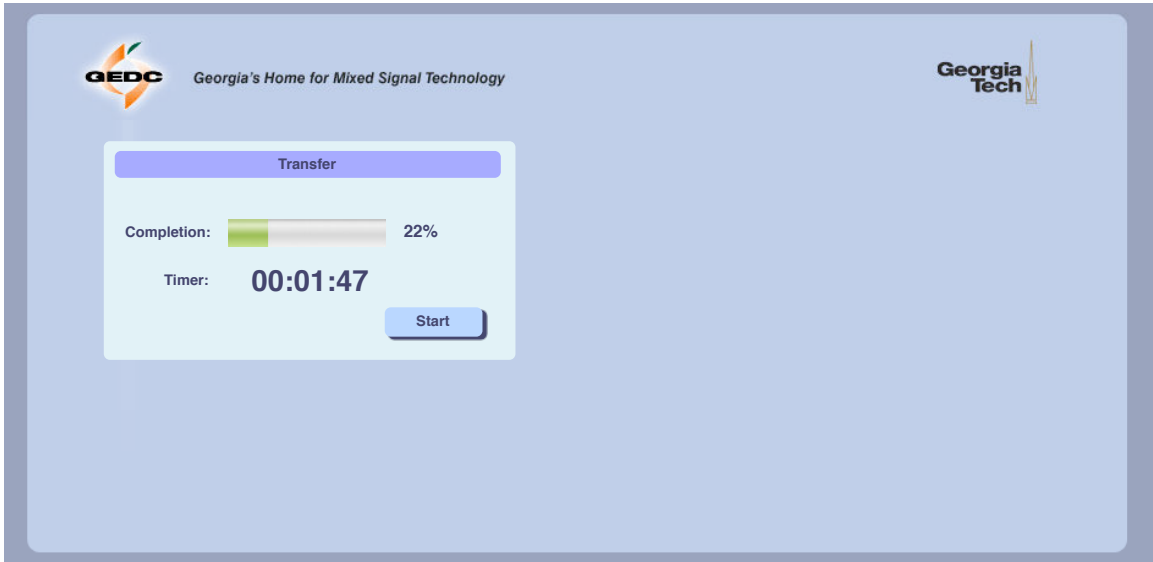 GEDC
Georgia's Home for Mixed Signal Technology
Georgia
Tech
Transfer
Completion: 22%
Timer: 00:01:47
Start